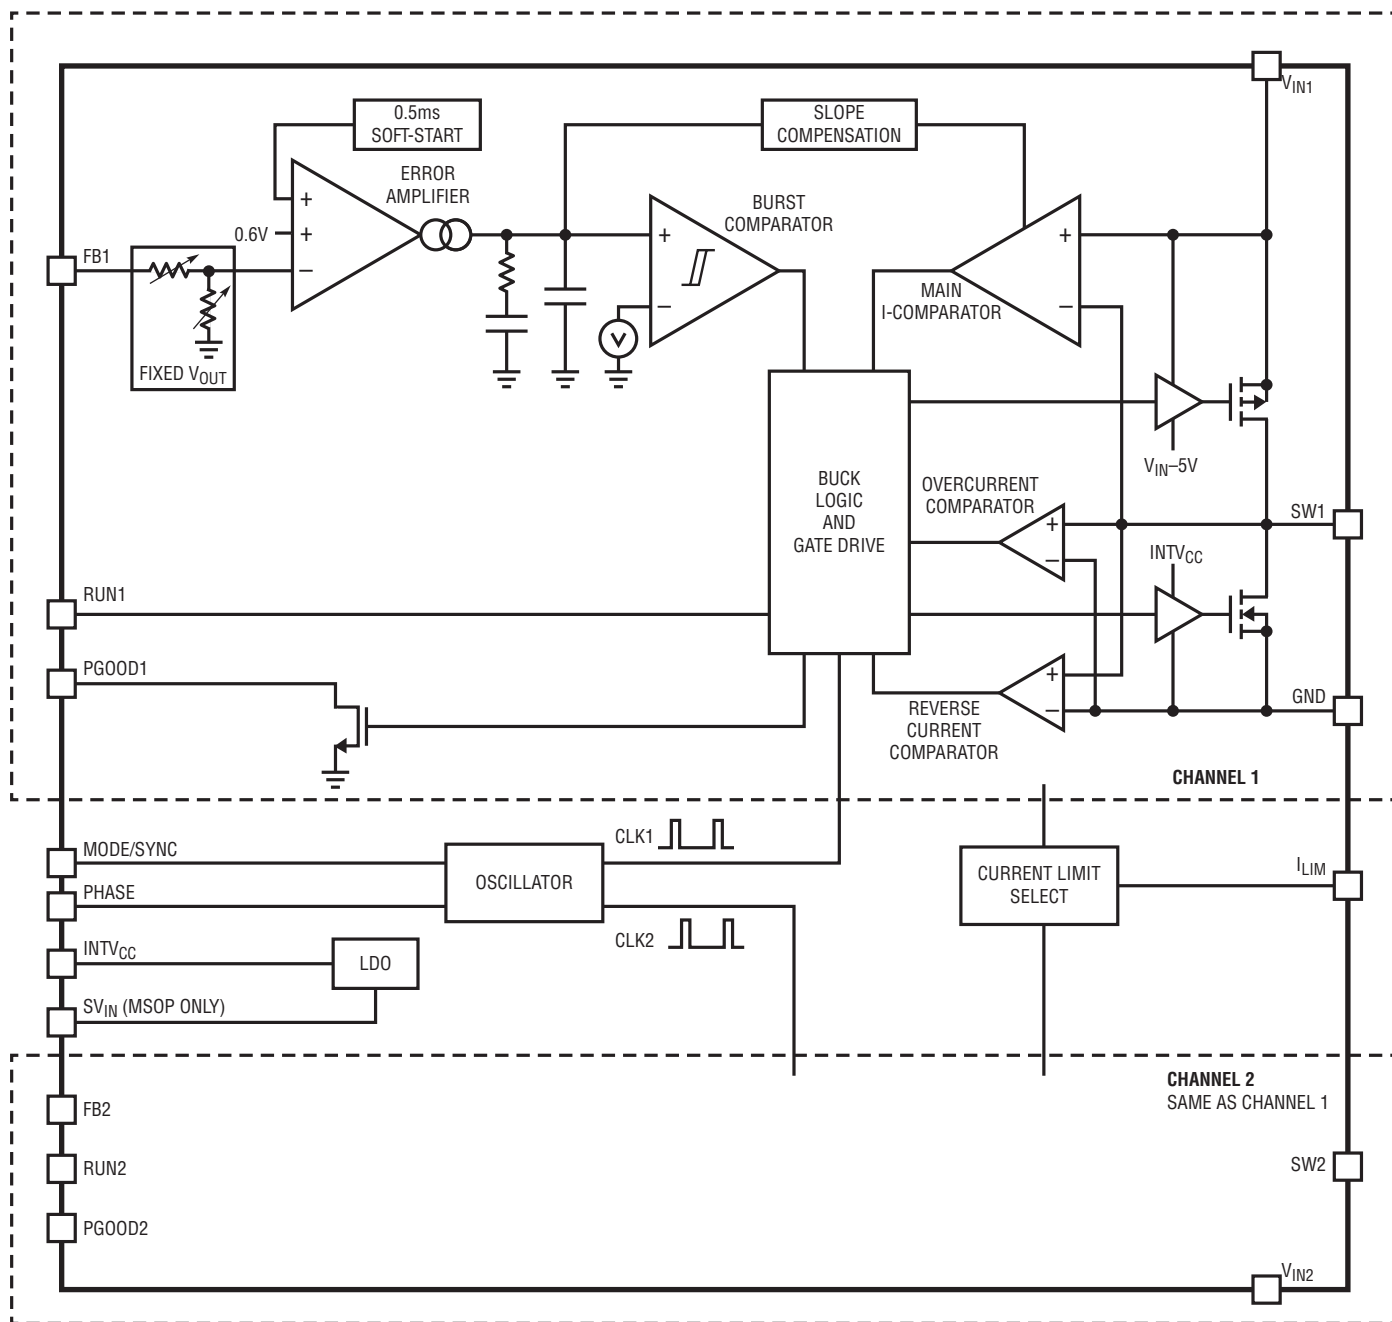 VIN1
0.5ms
SOFT-START
SLOPE
COMPENSATION
ERROR
AMPLIFIER
BURST
COMPARATOR
+
0.6V
+
−
FB1
FIXED VOUT
+
−
V
MAIN
I-COMPARATOR
+
−
VIN–5V
BUCK
LOGIC
AND
GATE DRIVE
OVERCURRENT
COMPARATOR
+
−
SW1
INTVCC
RUN1
PGOOD1
REVERSE
CURRENT
COMPARATOR
+
−
GND
CHANNEL 1
MODE/SYNC
PHASE
OSCILLATOR
CLK1
CLK2
CURRENT LIMIT
SELECT
ILIM
INTVCC
LDO
SVIN (MSOP ONLY)
CHANNEL 2
SAME AS CHANNEL 1
FB2
RUN2
SW2
PGOOD2
VIN2